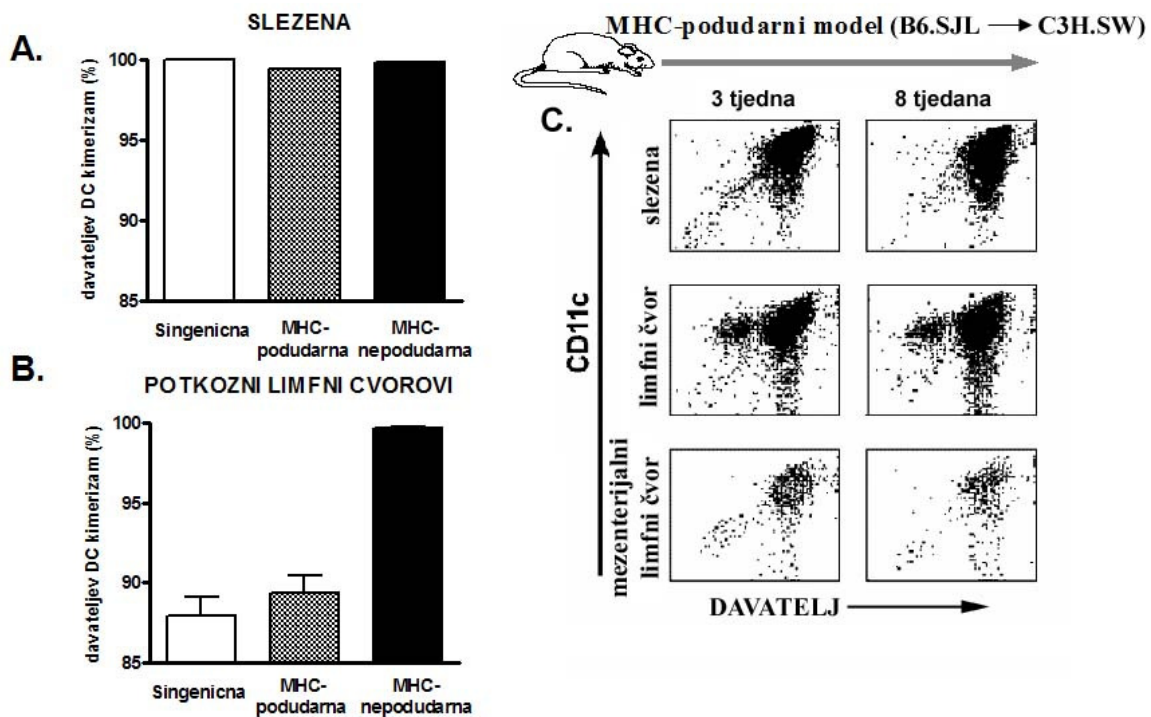 SLEZENA
A.
davateljev DC kimerizam (%)
100
95
90
85
Singenicna
MHC-
podudarna
MHC-
nepodudarna
B.
POTKOZNI LIMFNI CVOROVI
davateljev DC kimerizam (%)
100
95
90
85
Singenicna
MHC-
podudarna
MHC-
nepodudarna
MHC-podudarni model (B6.SJL → C3H.SW)
C.
3 tjedna
8 tjedana
CD11c
slezena
limfni čvor
mezenterijalni
limfni čvor
DAVATELJ